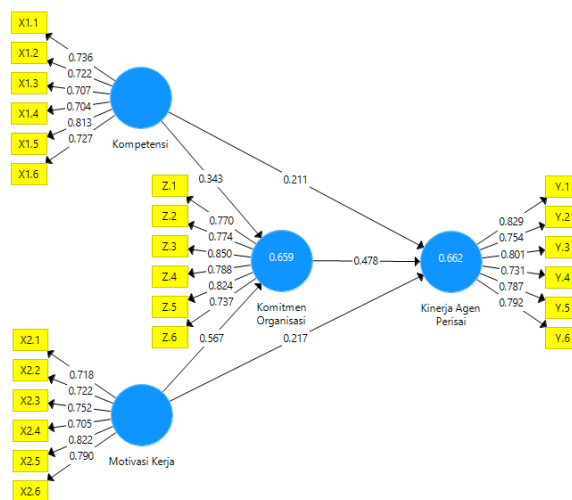 X1.1
X1.2
X1.3
X1.4
X1.5
X1.6
0.736
0.722
0.707
0.704
0.813
0.727
Kompetensi
0.343
0.211
Z.1
Z.2
Z.3
Z.4
Z.5
Z.6
0.770
0.774
0.850
0.788
0.824
0.737
0.659
Komitmen
Organisasi
0.478
0.662
Kinerja Agen
Perisai
0.829
0.754
0.801
0.731
0.787
0.792
Y.1
Y.2
Y.3
Y.4
Y.5
Y.6
0.567
0.217
X2.1
X2.2
X2.3
X2.4
X2.5
X2.6
0.718
0.722
0.752
0.705
0.822
0.790
Motivasi Kerja